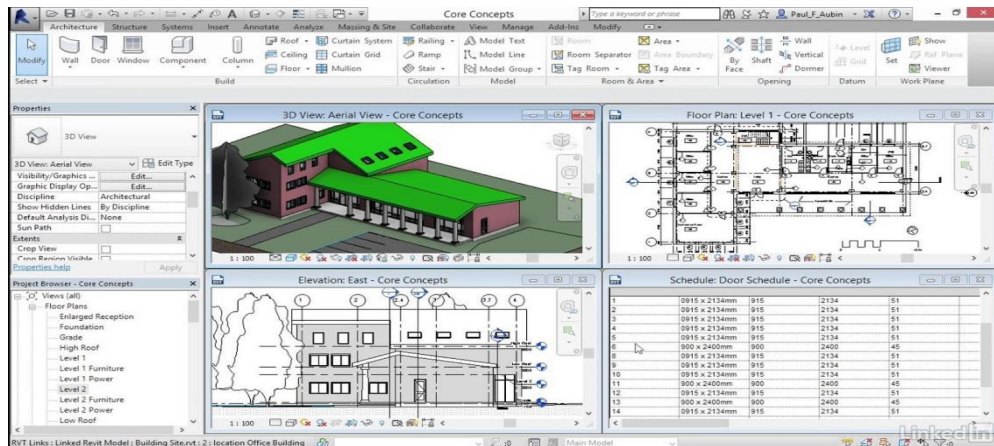 Core Concepts
Type a keyword or phrase
Paul_F_Aubin
Architecture Structure Systems Insert Annotate Analyze Massing & Site Collaborate View Manage Add-Ins Modify
Modify
Wall
Door
Window
Component
Column
Roof
Ceiling
Floor
Curtain System
Curtain Grid
Mullion
Railing
Ramp
Stair
Model Text
Model Line
Model Group
Room
Room Separator
Tag Room
Area
Area Boundary
Tag Area
By Face
Shaft
Wall
Vertical
Dormer
Level
Grid
Set
Show
Ref Plane
Viewer
Select
Build
Circulation
Model
Room & Area
Opening
Datum
Work Plane
Properties
3D View
3D View: Aerial View
Edit Type
Visibility/Graphics ... Edit...
Graphic Display Op... Edit...
Discipline Architectural
Show Hidden Lines By Discipline
Default Analysis Di... None
Sun Path
Extents
Crop View
Crop Region Visible
Properties help
Apply
Project Browser - Core Concepts
Views (all)
Floor Plans
Enlarged Reception
Foundation
Grade
High Roof
Level 1
Level 1 Furniture
Level 1 Power
Level 2
Level 2 Furniture
Level 2 Power
Low Roof
3D View: Aerial View - Core Concepts
1 : 100
Floor Plan: Level 1 - Core Concepts
1 : 100
Elevation: East - Core Concepts
1 : 100
Schedule: Door Schedule - Core Concepts
1 0915 x 2134mm 915 2134 51
2 0915 x 2134mm 915 2134 51
3 0915 x 2134mm 915 2134 51
4 0915 x 2134mm 915 2134 51
5 0915 x 2134mm 915 2134 51
6 900 x 2400mm 900 2400 45
8 0915 x 2134mm 915 2134 51
9 0915 x 2134mm 915 2134 51
10 0915 x 2134mm 915 2134 51
11 900 x 2400mm 900 2400 45
12 0915 x 2134mm 915 2134 51
13 900 x 2400mm 900 2400 45
14 0915 x 2134mm 915 2134 51
RVT Links : Linked Revit Model : Building Site.rvt : 2 : location Office Building
Main Model
Linked in